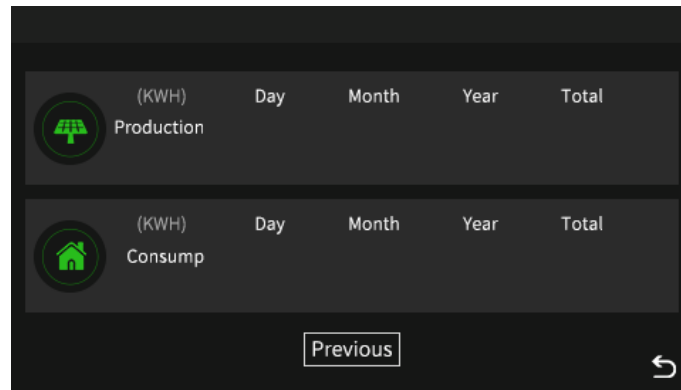 (KWH) Day Month Year Total
Production
(KWH) Day Month Year Total
Consump
Previous